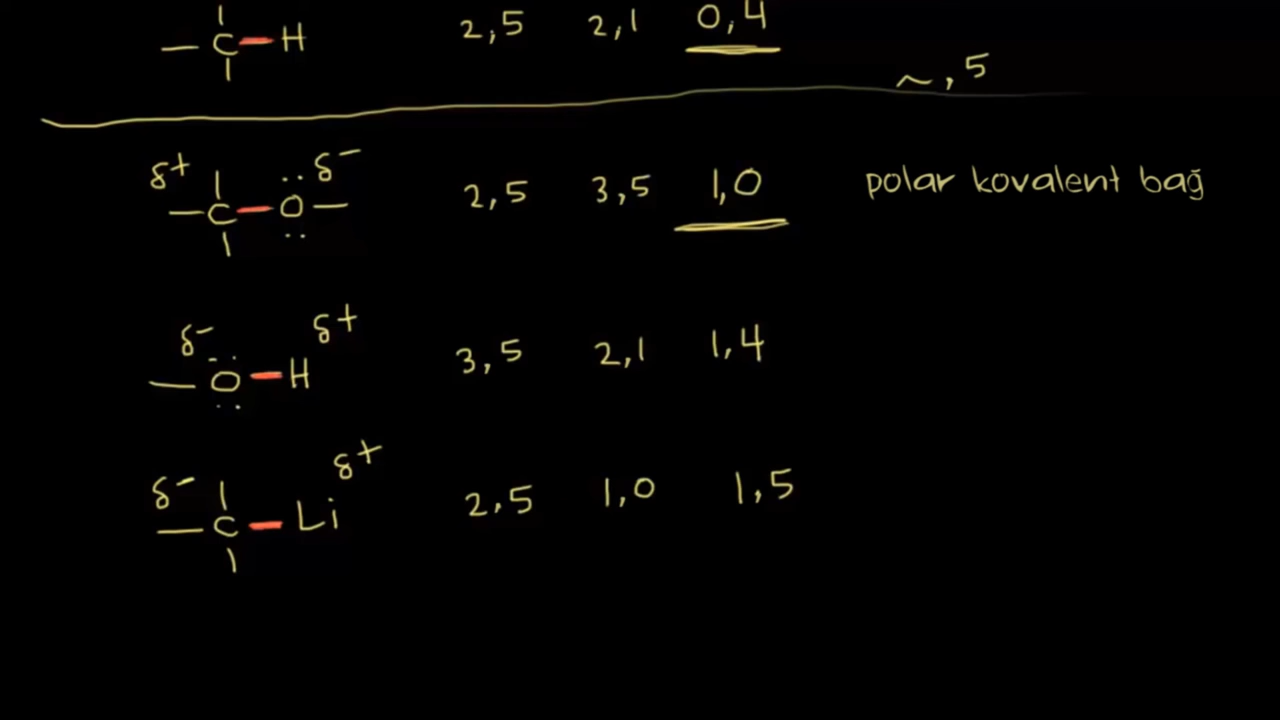 — C — H 2,5 2,1 0,4
~,5
δ+ δ-
— C — O — 2,5 3,5 1,0 polar kovalent bağ
δ- δ+
— O — H 3,5 2,1 1,4
δ- δ+
— C — Li 2,5 1,0 1,5